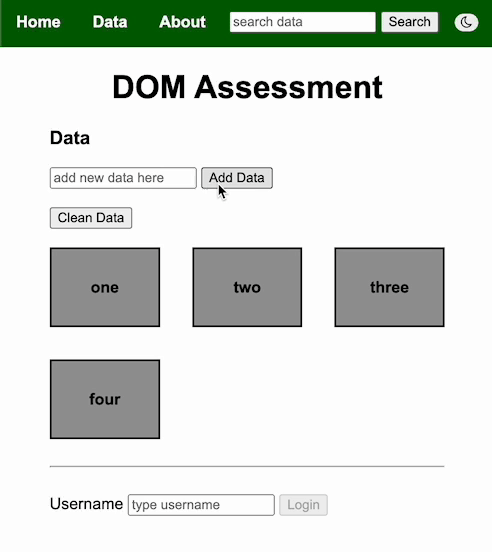 Home Data About search data Search
DOM Assessment
Data
add new data here Add Data
Clean Data
one two three
four
Username type username Login